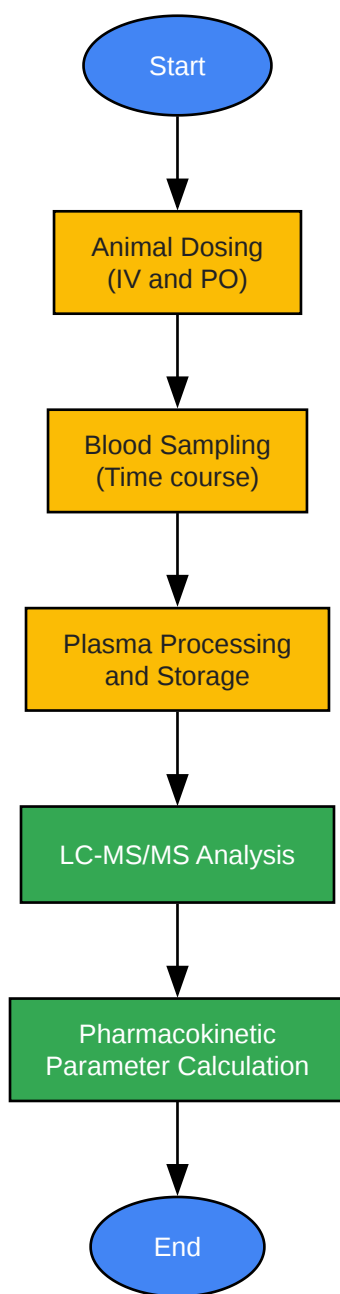 Start
Animal Dosing
(IV and PO)
Blood Sampling
(Time course)
Plasma Processing
and Storage
LC-MS/MS Analysis
Pharmacokinetic
Parameter Calculation
End